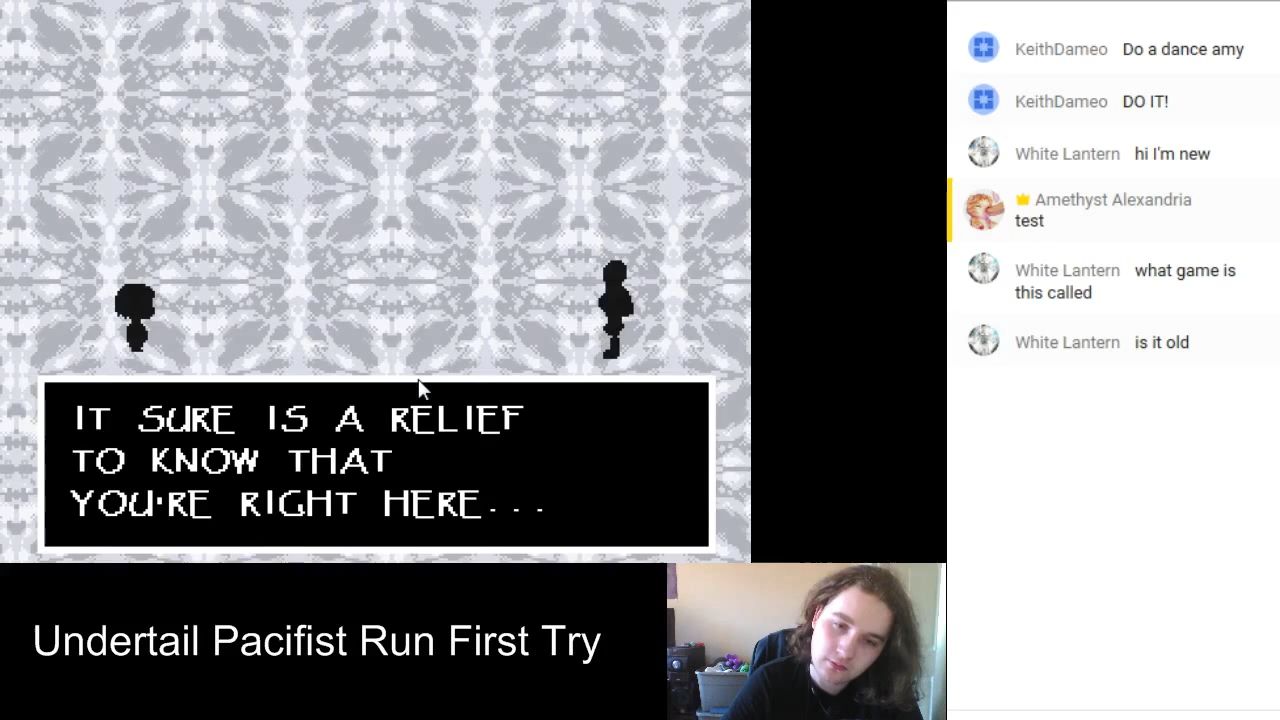 IT SURE IS A RELIEF
TO KNOW THAT
YOU'RE RIGHT HERE...
Undertail Pacifist Run First Try
KeithDameo Do a dance amy
KeithDameo DO IT!
White Lantern hi I'm new
Amethyst Alexandria
test
White Lantern what game is
this called
White Lantern is it old